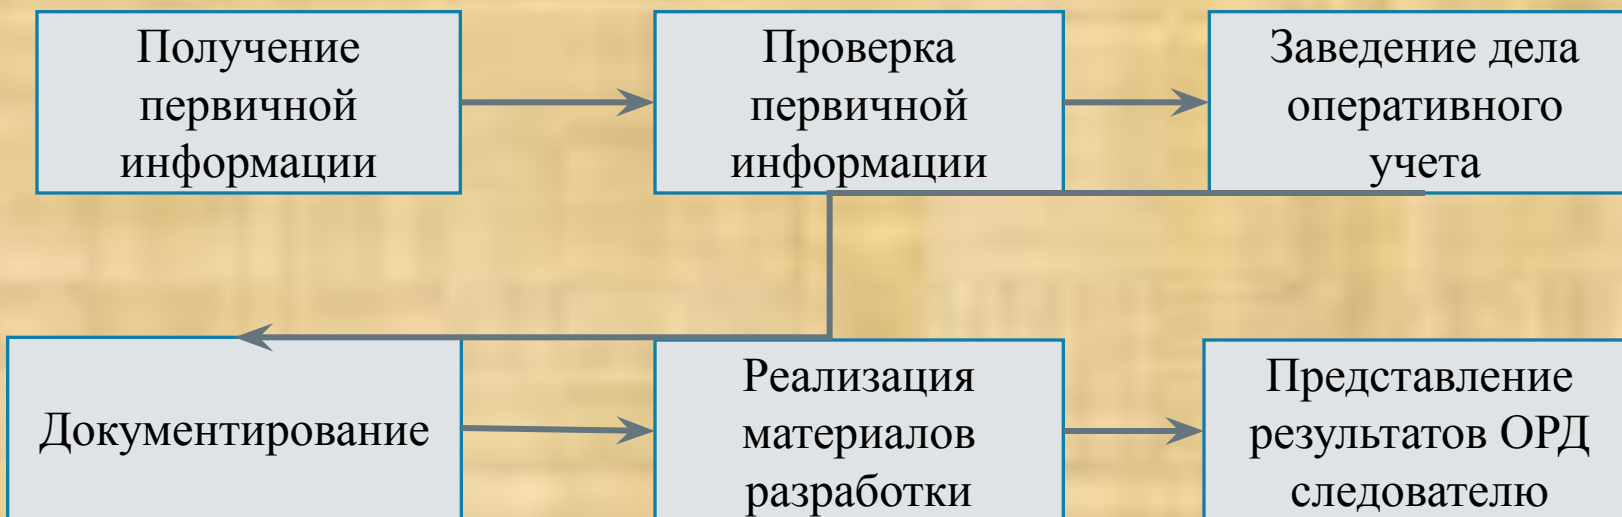 Получение
первичной
информации
Проверка
первичной
информации
Заведение дела
оперативного
учета
Документирование
Реализация
материалов
разработки
Представление
результатов ОРД
следователю